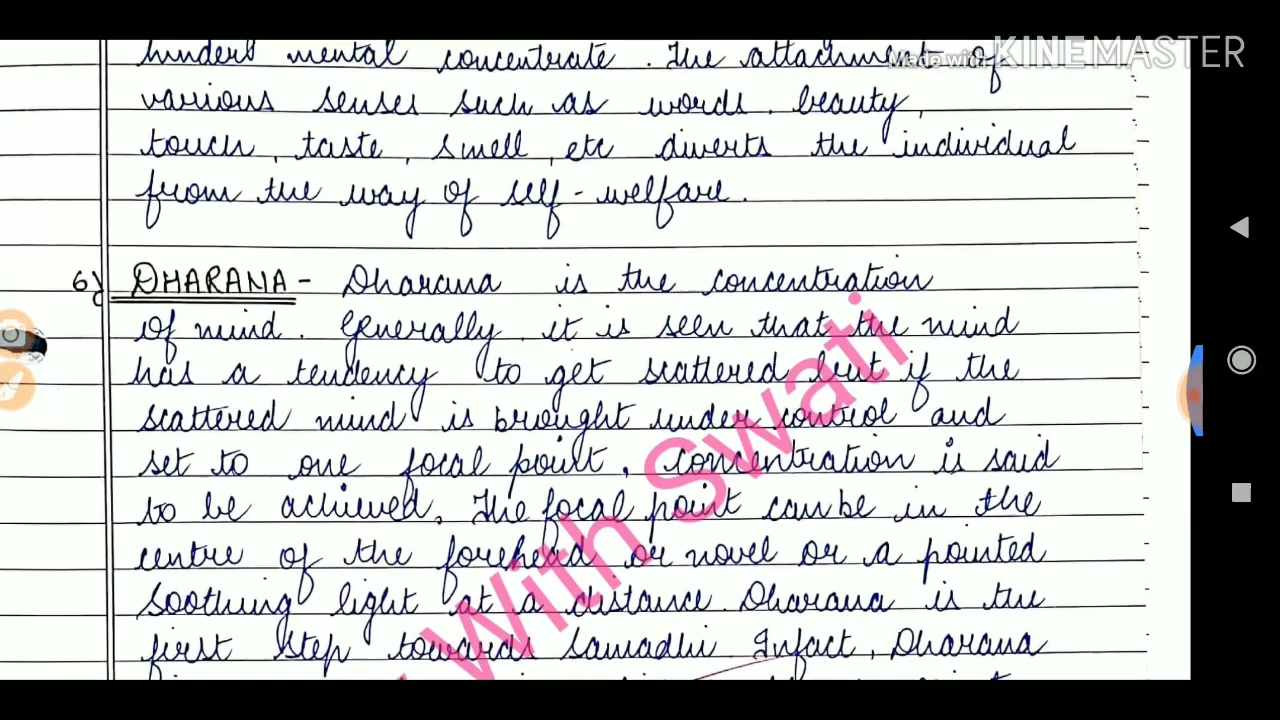 hinders mental concentrate. The attachment of
Made with KINEMASTER
various senses such as words. beauty,
touch, taste, smell, etc diverts the individual
from the way of self-welfare.
6) DHARANA- Dharana is the concentration
of mind. Generally it is seen that the mind
has a tendency to get scattered but if the
scattered mind is brought under control and
set to one focal point, concentration is said
to be achieved. The focal point can be in the
centre of the forehead or novel or a pointed
soothing light at a distance. Dharana is the
first step towards Samadhi Infact, Dharana
With Swati